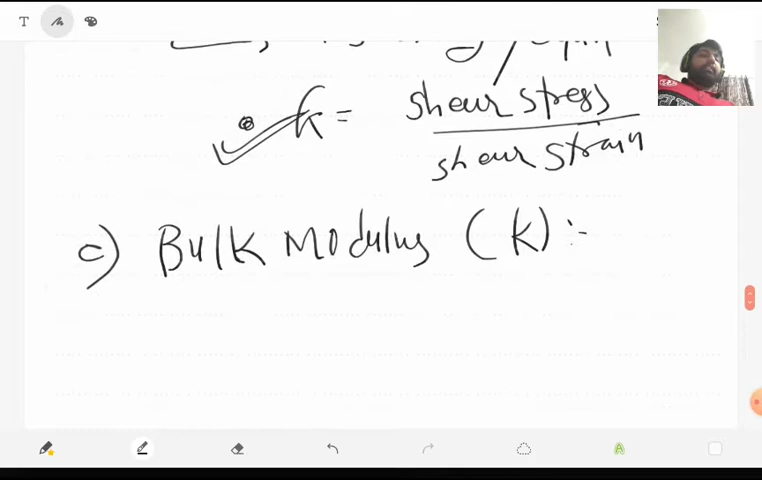 T
K = shear stress
shear strain
c) Bulk Modulus (K) :-
A